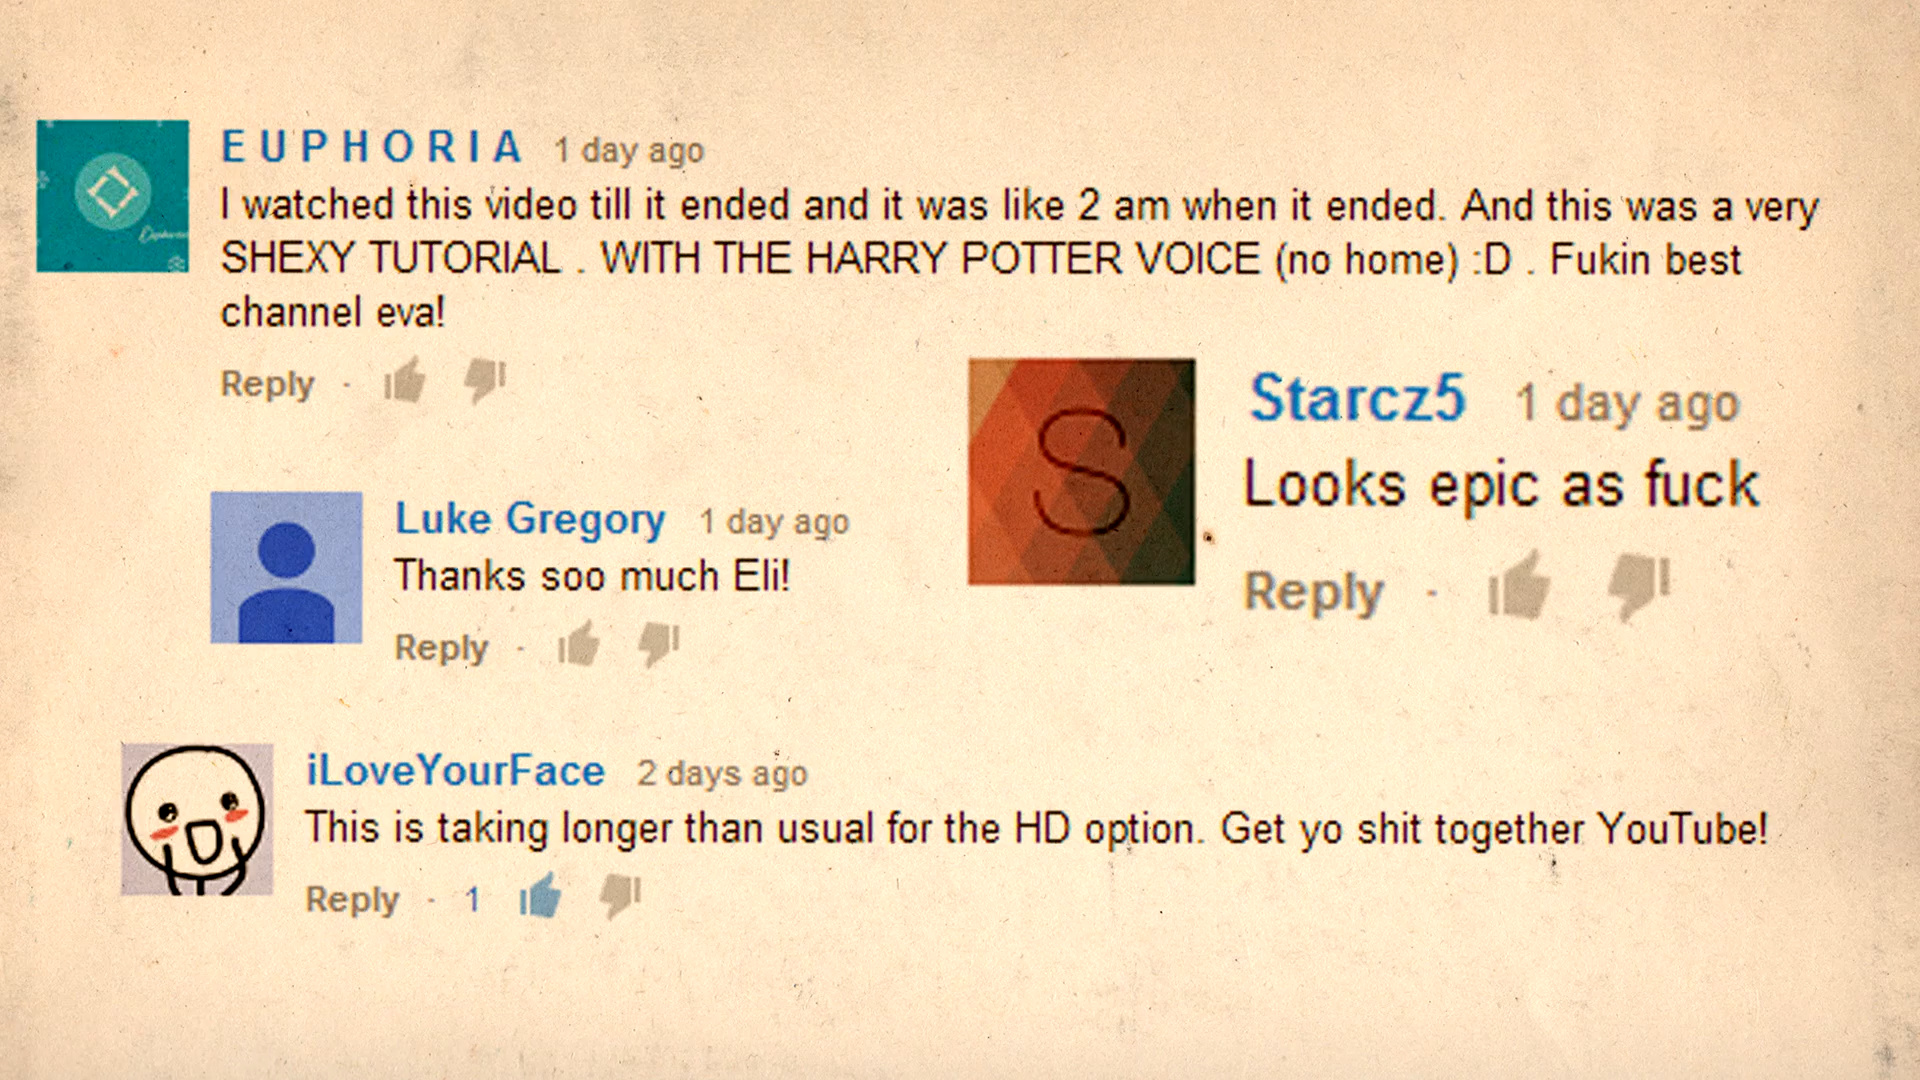 E U P H O R I A 1 day ago
I watched this video till it ended and it was like 2 am when it ended. And this was a very
SHEXY TUTORIAL . WITH THE HARRY POTTER VOICE (no home) :D . Fukin best
channel eva!
Reply ·
S
Starcz5 1 day ago
Looks epic as fuck
Reply ·
Luke Gregory 1 day ago
Thanks soo much Eli!
Reply ·
iLoveYourFace 2 days ago
This is taking longer than usual for the HD option. Get yo shit together YouTube!
Reply · 1